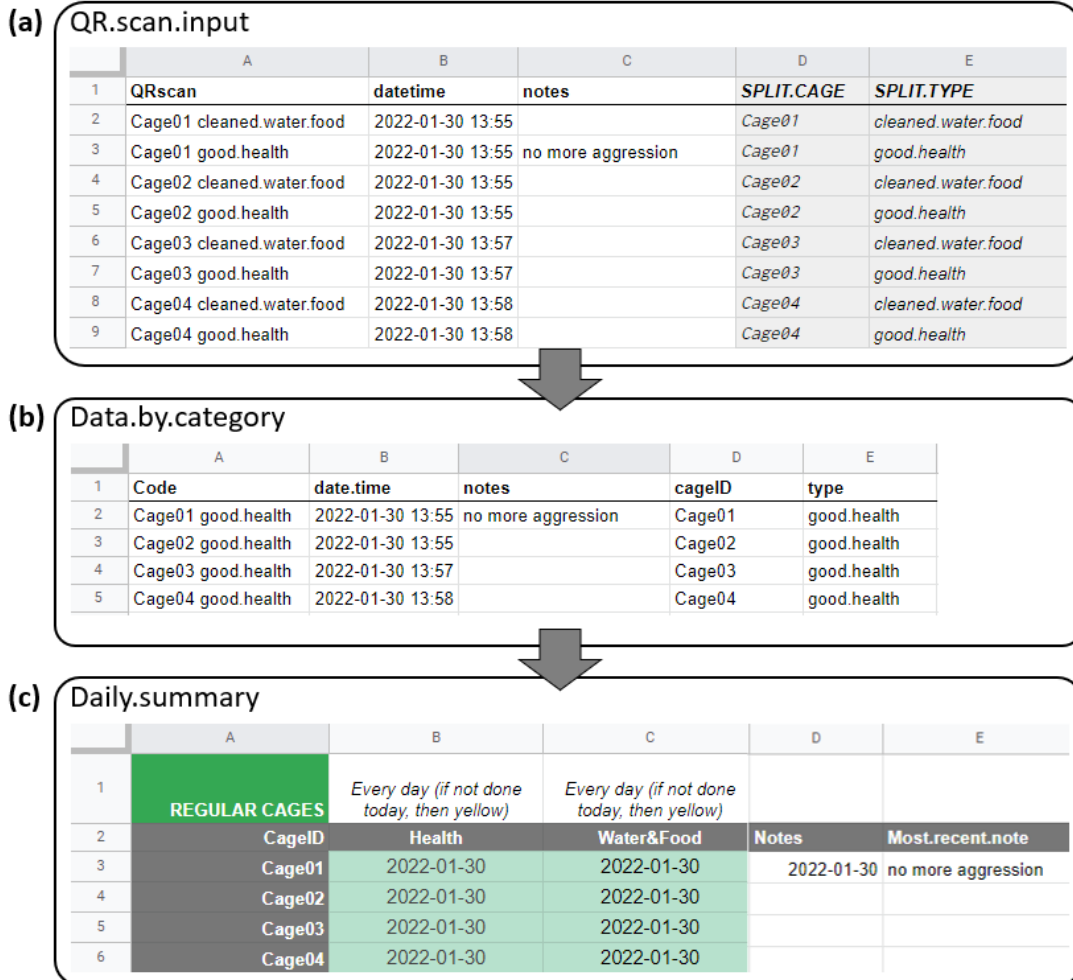 (a) QR.scan.input
A B C D E
1 QRscan datetime notes SPLIT.CAGE SPLIT.TYPE
2 Cage01 cleaned.water.food 2022-01-30 13:55 Cage01 cleaned.water.food
3 Cage01 good.health 2022-01-30 13:55 no more aggression Cage01 good.health
4 Cage02 cleaned.water.food 2022-01-30 13:55 Cage02 cleaned.water.food
5 Cage02 good.health 2022-01-30 13:55 Cage02 good.health
6 Cage03 cleaned.water.food 2022-01-30 13:57 Cage03 cleaned.water.food
7 Cage03 good.health 2022-01-30 13:57 Cage03 good.health
8 Cage04 cleaned.water.food 2022-01-30 13:58 Cage04 cleaned.water.food
9 Cage04 good.health 2022-01-30 13:58 Cage04 good.health
(b) Data.by.category
A B C D E
1 Code date.time notes cageID type
2 Cage01 good.health 2022-01-30 13:55 no more aggression Cage01 good.health
3 Cage02 good.health 2022-01-30 13:55 Cage02 good.health
4 Cage03 good.health 2022-01-30 13:57 Cage03 good.health
5 Cage04 good.health 2022-01-30 13:58 Cage04 good.health
(c) Daily.summary
A B C D E
1 REGULAR CAGES
Every day (if not done
today, then yellow)
Every day (if not done
today, then yellow)
2 CageID Health Water&Food Notes Most.recent.note
3 Cage01 2022-01-30 2022-01-30 2022-01-30 no more aggression
4 Cage02 2022-01-30 2022-01-30
5 Cage03 2022-01-30 2022-01-30
6 Cage04 2022-01-30 2022-01-30